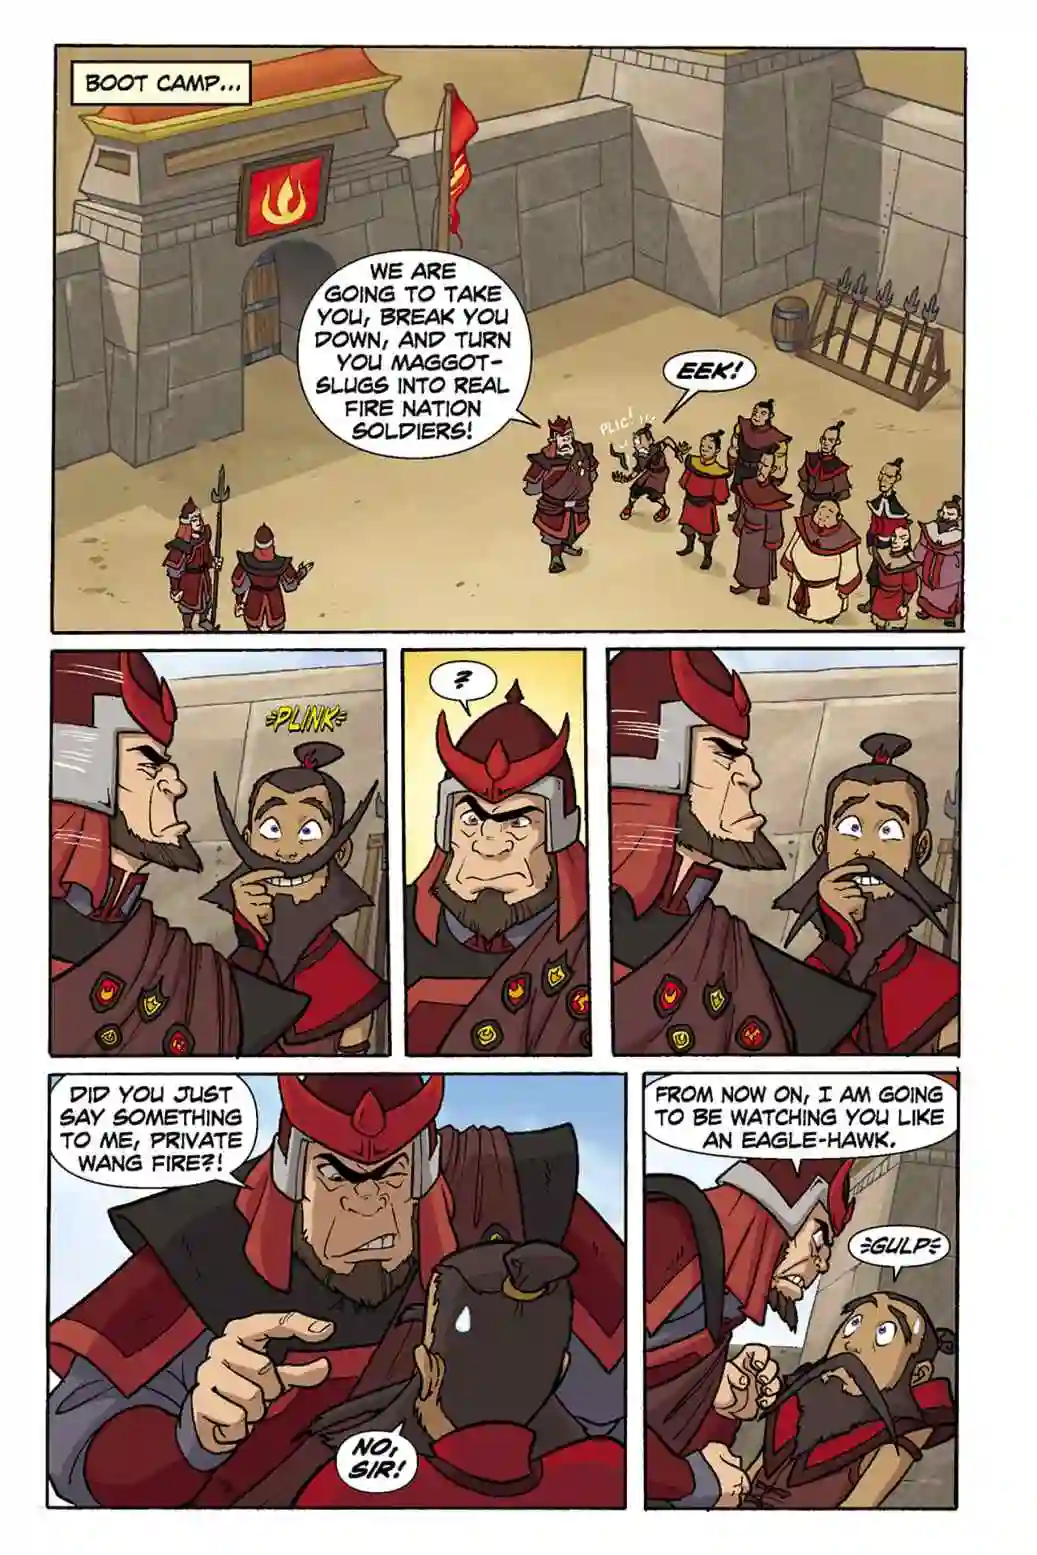 BOOT CAMP...
WE ARE
GOING TO TAKE
YOU, BREAK YOU
DOWN, AND TURN
YOU MAGGOT-
SLUGS INTO REAL
FIRE NATION
SOLDIERS!
EEK!
PLIC!
PLINK
?
DID YOU JUST
SAY SOMETHING
TO ME, PRIVATE
WANG FIRE?!
NO,
SIR!
FROM NOW ON, I AM GOING
TO BE WATCHING YOU LIKE
AN EAGLE-HAWK.
GULP